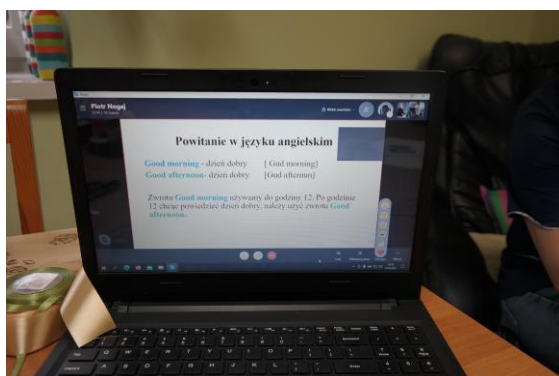 Piotr Nagaj
Powitanie w języku angielskim
Good morning - dzień dobry [ Gud morning]
Good afternoon- dzień dobry [Gud afternun]
Zwrotu Good morning używamy do godziny 12. Po godzinie
12 chcąc powiedzieć dzień dobry, należy użyć zwrotu Good
afternoon.